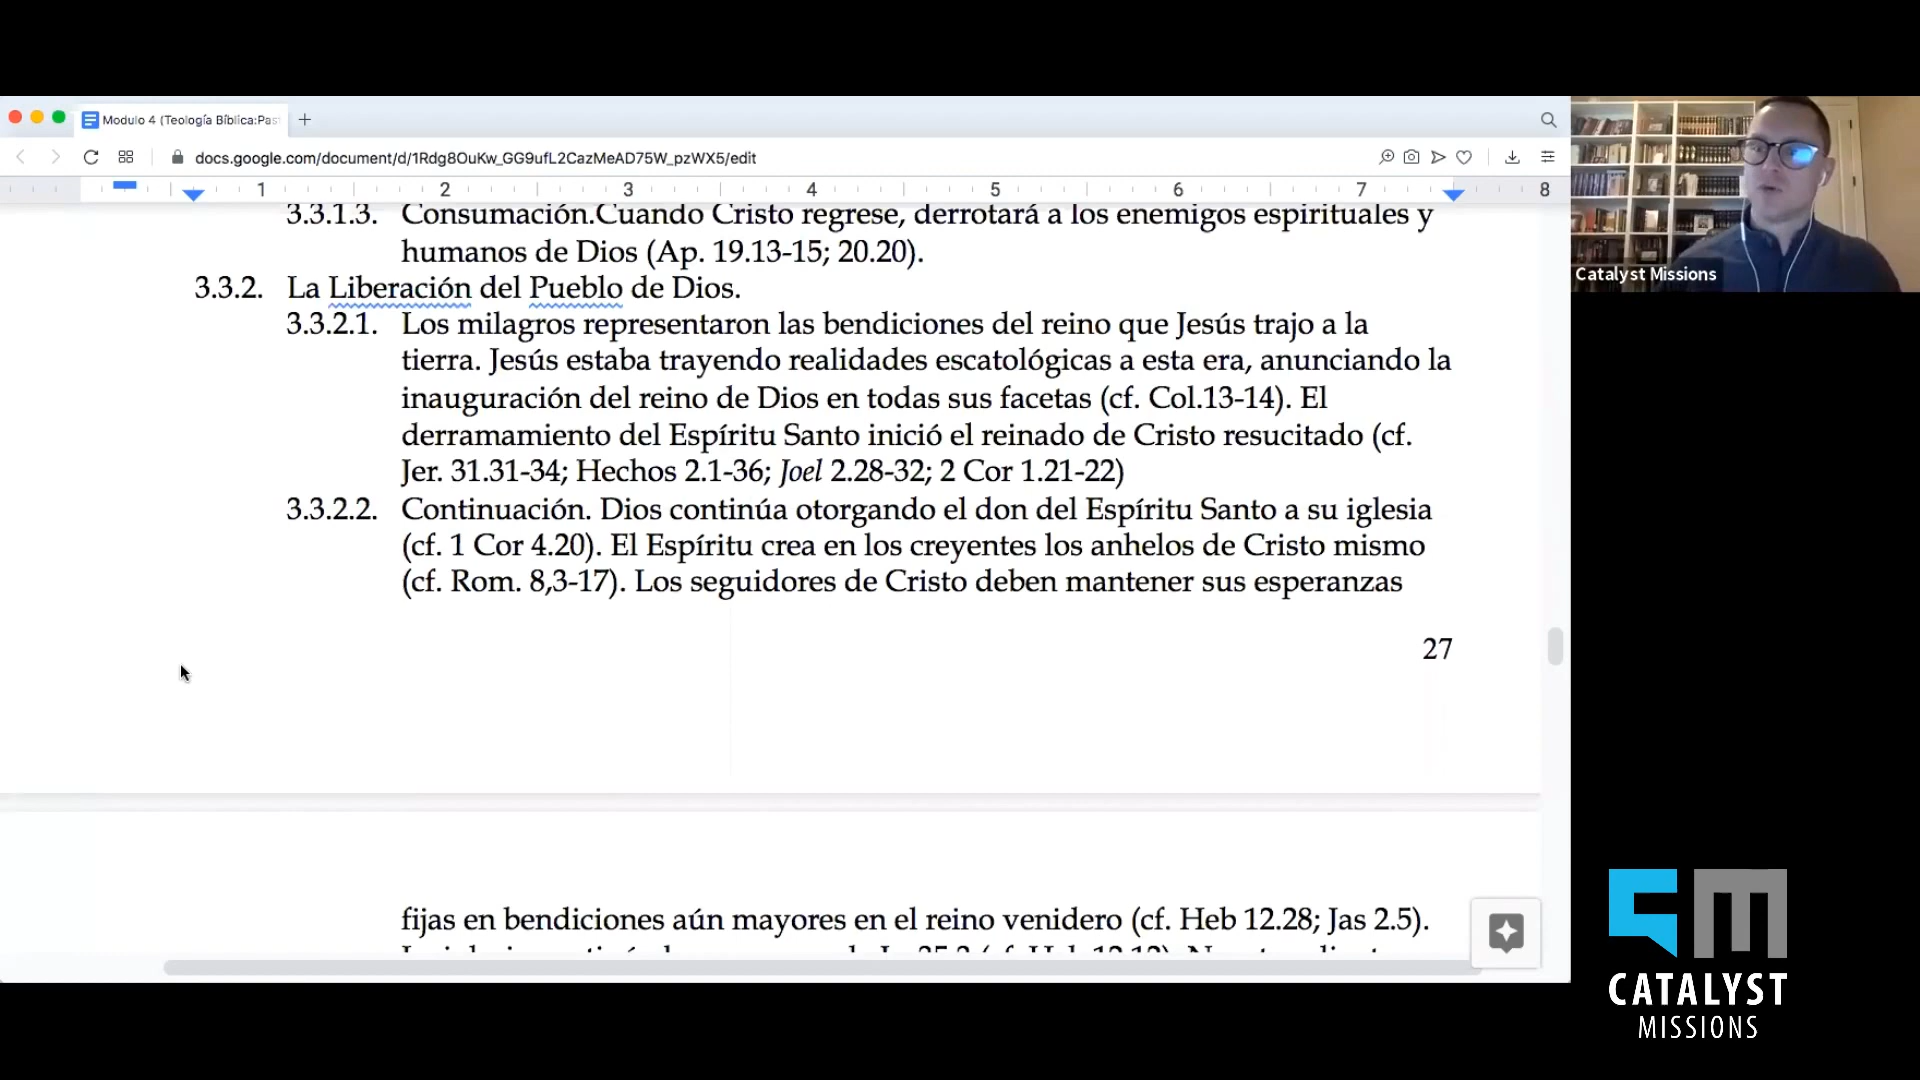 Modulo 4 (Teología Bíblica:Pas
docs.google.com/document/d/1Rdg8OuKw_GG9ufL2CazMeAD75W_pzWX5/edit
1 2 3 4 5 6 7 8
3.3.1.3. Consumación.Cuando Cristo regrese, derrotará a los enemigos espirituales y
humanos de Dios (Ap. 19.13-15; 20.20).
3.3.2. La Liberación del Pueblo de Dios.
3.3.2.1. Los milagros representaron las bendiciones del reino que Jesús trajo a la
tierra. Jesús estaba trayendo realidades escatológicas a esta era, anunciando la
inauguración del reino de Dios en todas sus facetas (cf. Col.13-14). El
derramamiento del Espíritu Santo inició el reinado de Cristo resucitado (cf.
Jer. 31.31-34; Hechos 2.1-36; Joel 2.28-32; 2 Cor 1.21-22)
3.3.2.2. Continuación. Dios continúa otorgando el don del Espíritu Santo a su iglesia
(cf. 1 Cor 4.20). El Espíritu crea en los creyentes los anhelos de Cristo mismo
(cf. Rom. 8,3-17). Los seguidores de Cristo deben mantener sus esperanzas
27
fijas en bendiciones aún mayores en el reino venidero (cf. Heb 12.28; Jas 2.5).
Catalyst Missions
CATALYST
MISSIONS